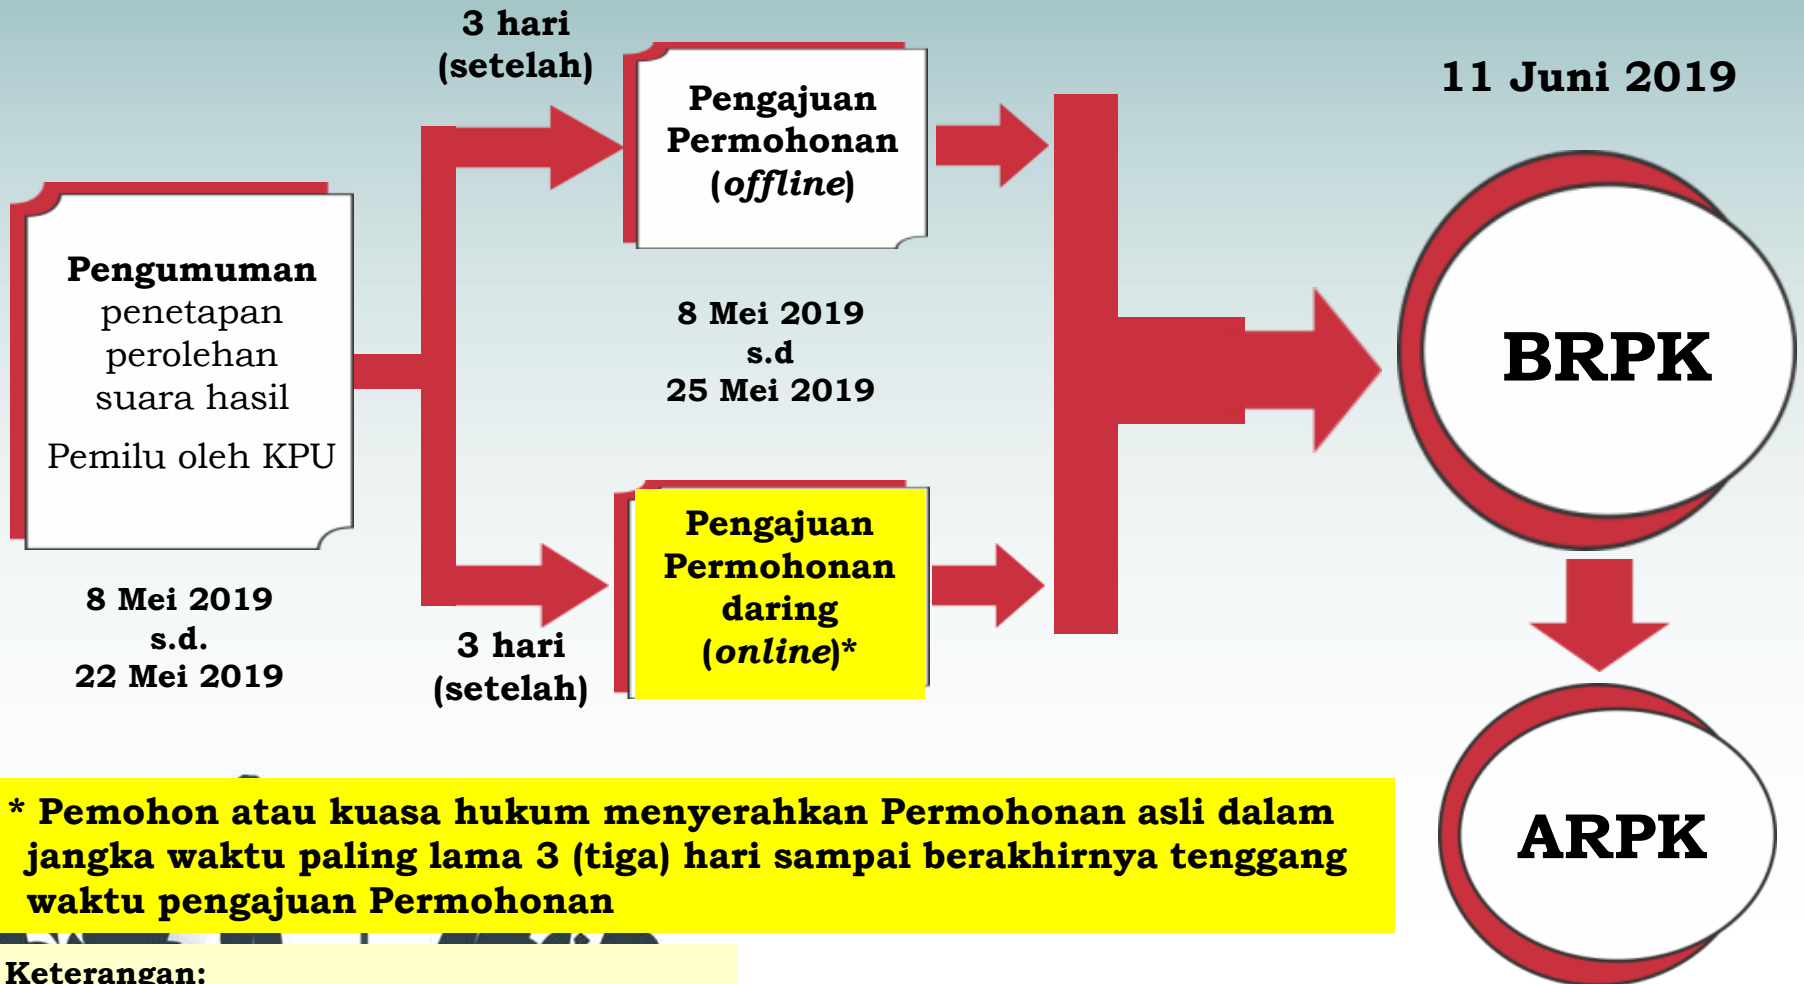 3 hari
(setelah)
Pengajuan
Permohonan
(offline)
11 Juni 2019
Pengumuman
penetapan
perolehan
suara hasil
Pemilu oleh KPU
8 Mei 2019
s.d
25 Mei 2019
BRPK
8 Mei 2019
s.d.
22 Mei 2019
3 hari
(setelah)
Pengajuan
Permohonan
daring
(online)*
ARPK
* Pemohon atau kuasa hukum menyerahkan Permohonan asli dalam
jangka waktu paling lama 3 (tiga) hari sampai berakhirnya tenggang
waktu pengajuan Permohonan
Keterangan: